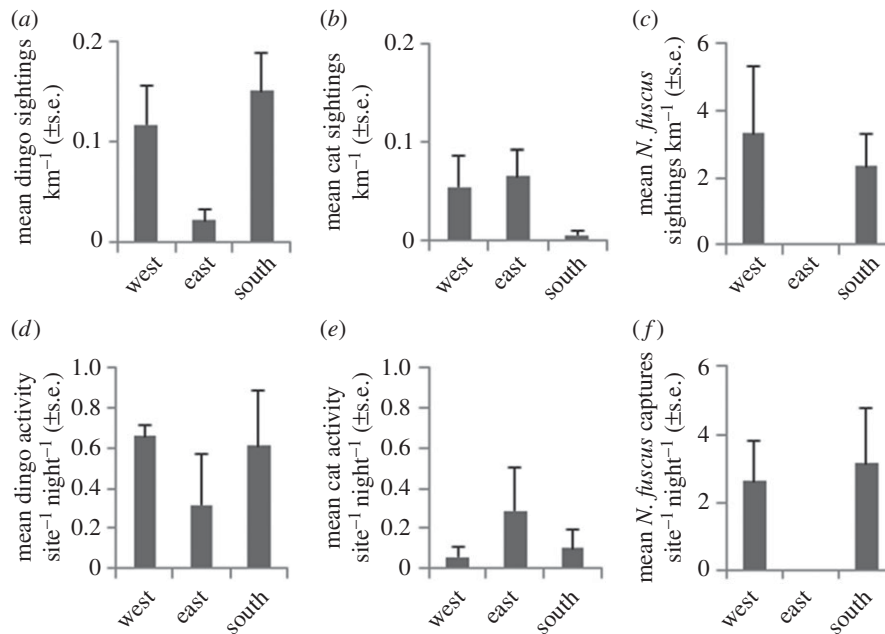 (a)
mean dingo sightings
km⁻¹ (±s.e.)
0.2
0.1
0
west
east
south
(b)
mean cat sightings
km⁻¹ (±s.e.)
0.2
0.1
0
west
east
south
(c)
mean N. fuscus
sightings km⁻¹ (±s.e.)
6
4
2
0
west
east
south
(d)
mean dingo activity
site⁻¹ night⁻¹ (±s.e.)
1.0
0.8
0.6
0.4
0.2
0
west
east
south
(e)
mean cat activity
site⁻¹ night⁻¹ (±s.e.)
1.0
0.8
0.6
0.4
0.2
0
west
east
south
(f)
mean N. fuscus captures
site⁻¹ night⁻¹ (±s.e.)
6
4
2
0
west
east
south